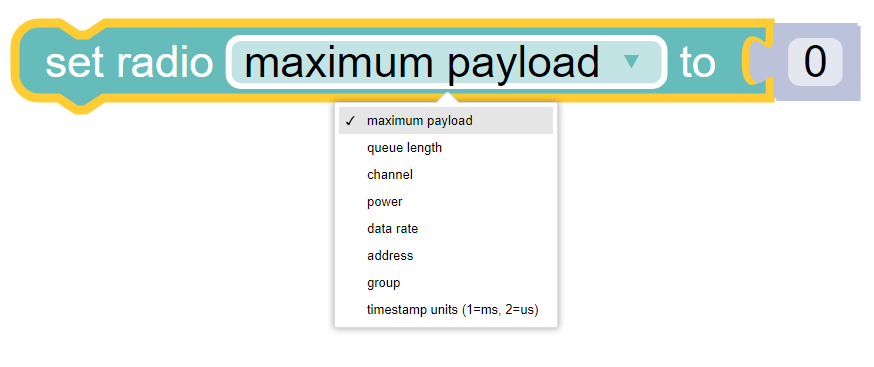 set radio maximum payload to 0
maximum payload
queue length
channel
power
data rate
address
group
timestamp units (1=ms, 2=us)